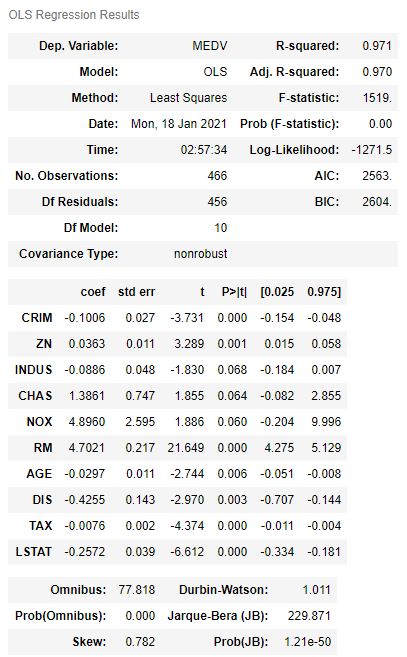 OLS Regression Results
Dep. Variable: MEDV R-squared: 0.971
Model: OLS Adj. R-squared: 0.970
Method: Least Squares F-statistic: 1519.
Date: Mon, 18 Jan 2021 Prob (F-statistic): 0.00
Time: 02:57:34 Log-Likelihood: -1271.5
No. Observations: 466 AIC: 2563.
Df Residuals: 456 BIC: 2604.
Df Model: 10
Covariance Type: nonrobust
coef std err t P>|t| [0.025 0.975]
CRIM -0.1006 0.027 -3.731 0.000 -0.154 -0.048
ZN 0.0363 0.011 3.289 0.001 0.015 0.058
INDUS -0.0886 0.048 -1.830 0.068 -0.184 0.007
CHAS 1.3861 0.747 1.855 0.064 -0.082 2.855
NOX 4.8960 2.595 1.886 0.060 -0.204 9.996
RM 4.7021 0.217 21.649 0.000 4.275 5.129
AGE -0.0297 0.011 -2.744 0.006 -0.051 -0.008
DIS -0.4255 0.143 -2.970 0.003 -0.707 -0.144
TAX -0.0076 0.002 -4.374 0.000 -0.011 -0.004
LSTAT -0.2572 0.039 -6.612 0.000 -0.334 -0.181
Omnibus: 77.818 Durbin-Watson: 1.011
Prob(Omnibus): 0.000 Jarque-Bera (JB): 229.871
Skew: 0.782 Prob(JB): 1.21e-50